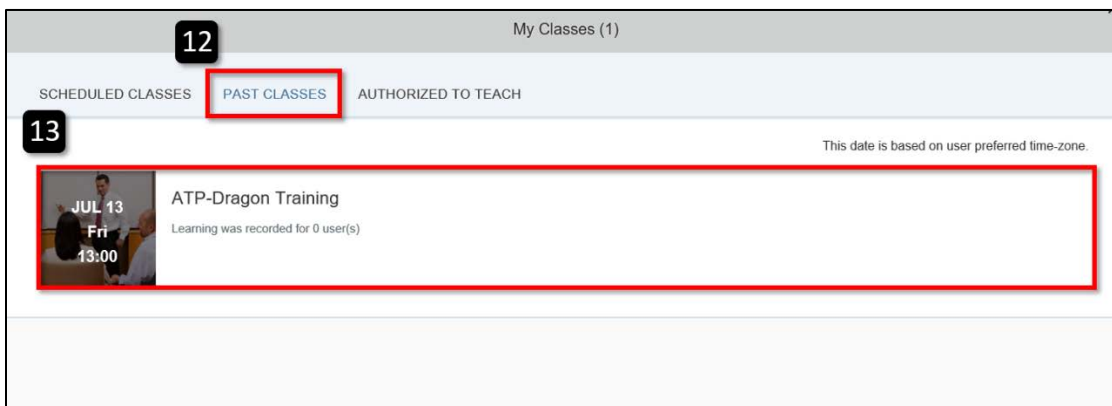 My Classes (1)
12
SCHEDULED CLASSES PAST CLASSES AUTHORIZED TO TEACH
13
This date is based on user preferred time-zone.
JUL 13
Fri
13:00
ATP-Dragon Training
Learning was recorded for 0 user(s)